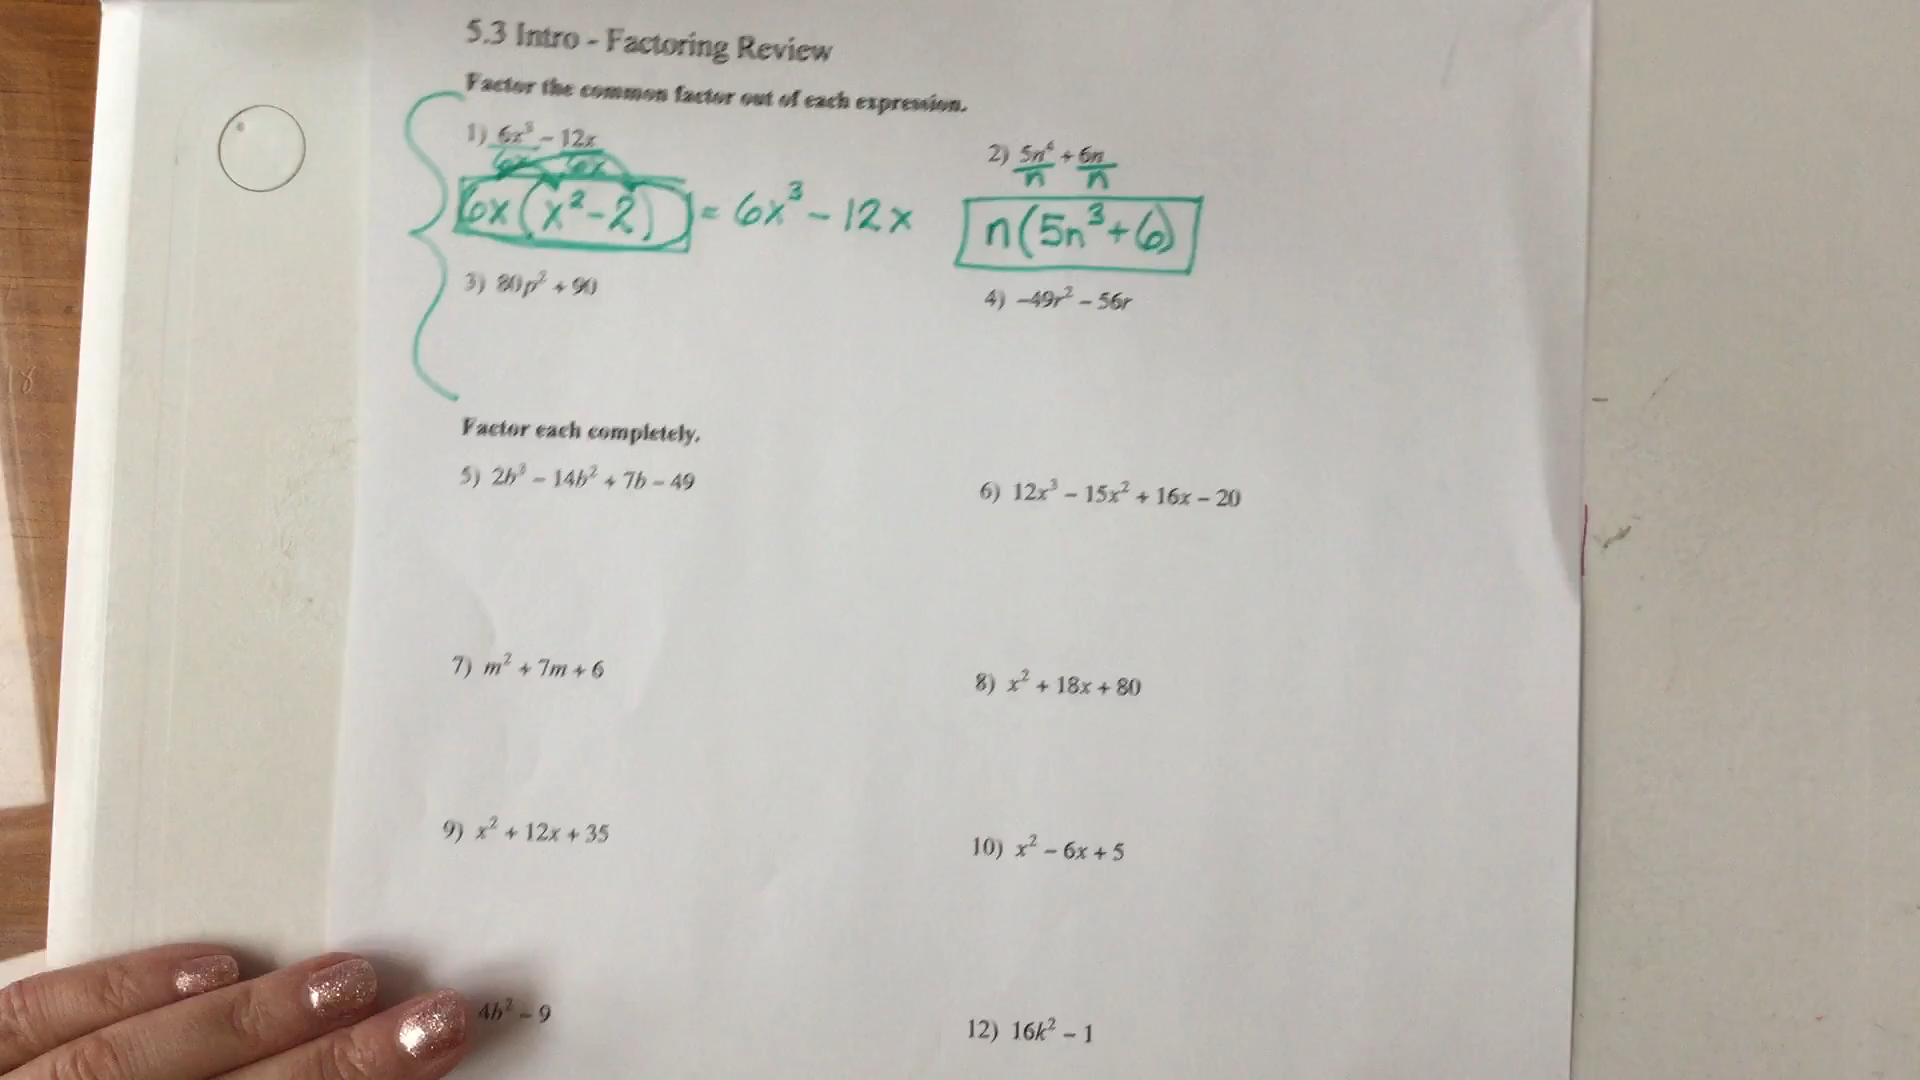 5.3 Intro - Factoring Review
Factor the common factor out of each expression.
1) 6x³ - 12x
6x 6x
6x(x² - 2) = 6x³ - 12x
2) 5n⁴ + 6n
n n
n(5n³ + 6)
3) 80p² + 90
4) -49r² - 56r
Factor each completely.
5) 2b³ - 14b² + 7b - 49
6) 12x³ - 15x² + 16x - 20
7) m² + 7m + 6
8) x² + 18x + 80
9) x² + 12x + 35
10) x² - 6x + 5
4b² - 9
12) 16k² - 1